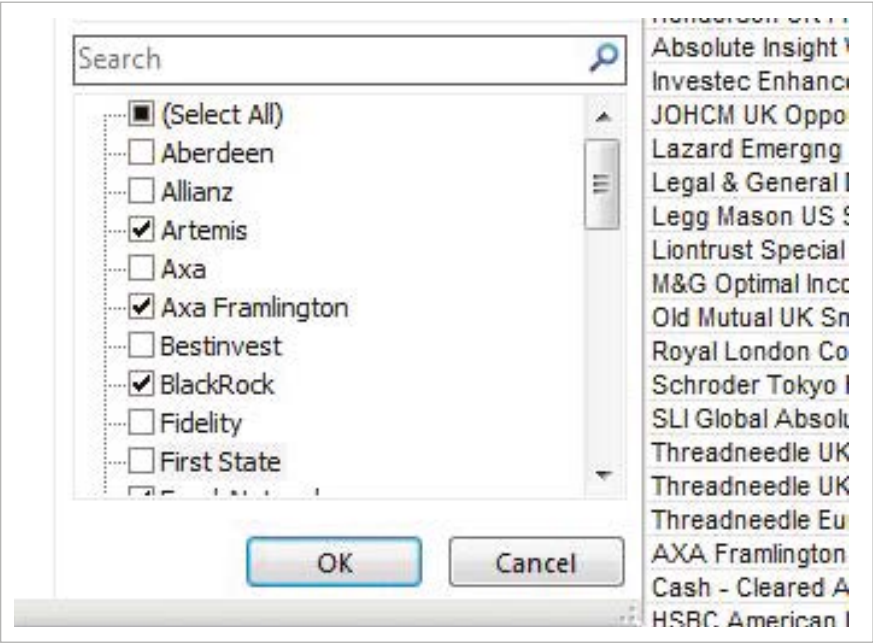 Search
(Select All)
Aberdeen
Allianz
Artemis
Axa
Axa Framlington
Bestinvest
BlackRock
Fidelity
First State
OK
Cancel
Absolute Insight
Investec Enhanc
JOHCM UK Oppo
Lazard Emergng
Legal & General
Legg Mason US
Liontrust Special
M&G Optimal Inc
Old Mutual UK Sm
Royal London Co
Schroder Tokyo
SLI Global Absolu
Threadneedle UK
Threadneedle UK
Threadneedle Eu
AXA Framlington
Cash - Cleared A
HSBC American